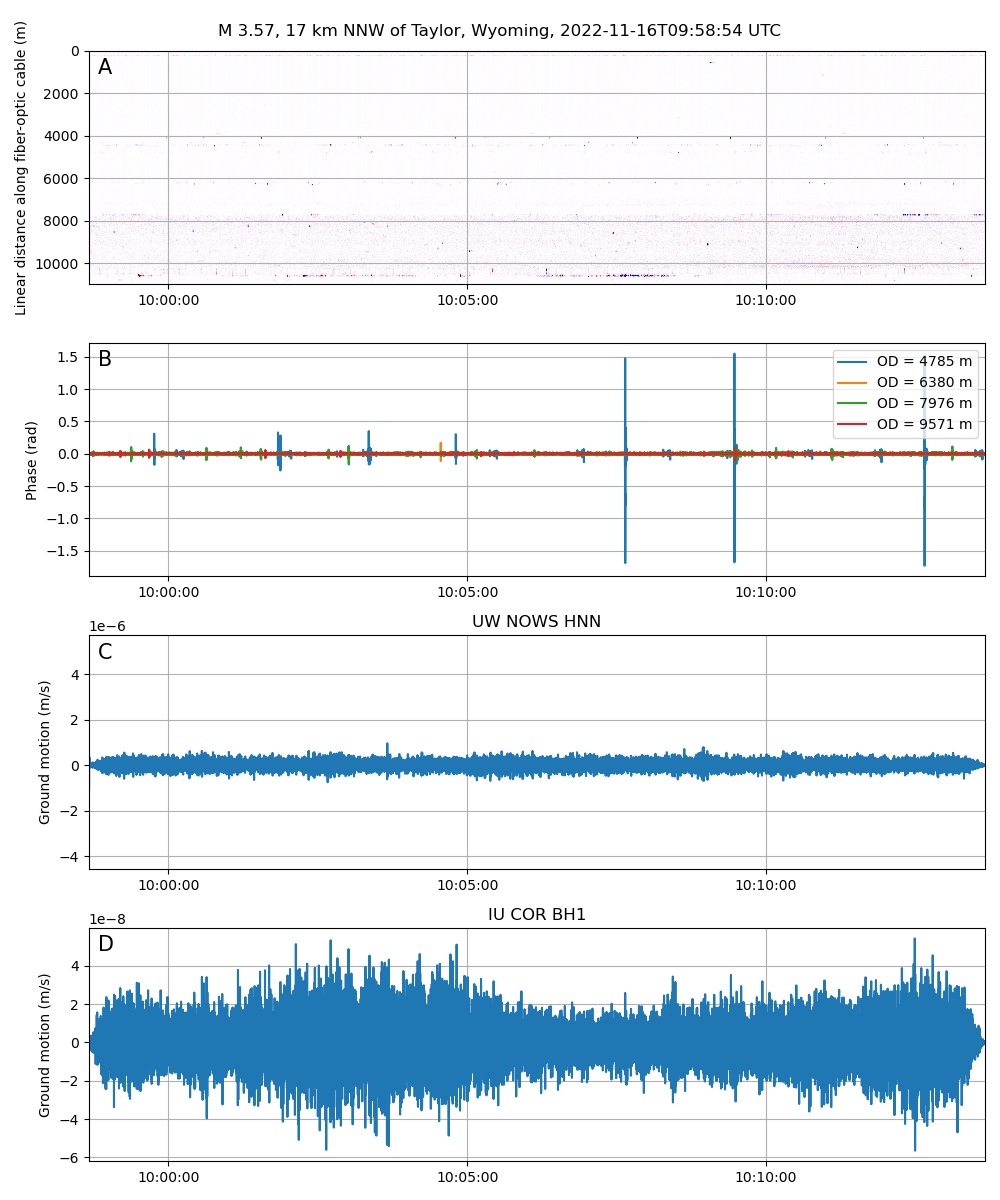 M 3.57, 17 km NNW of Taylor, Wyoming, 2022-11-16T09:58:54 UTC
Linear distance along fiber-optic cable (m)
A
0
2000
4000
6000
8000
10000
10:00:00
10:05:00
10:10:00
Phase (rad)
B
1.5
1.0
0.5
0.0
−0.5
−1.0
−1.5
OD = 4785 m
OD = 6380 m
OD = 7976 m
OD = 9571 m
10:00:00
10:05:00
10:10:00
UW NOWS HNN
1e−6
Ground motion (m/s)
C
4
2
0
−2
−4
10:00:00
10:05:00
10:10:00
IU COR BH1
1e−8
Ground motion (m/s)
D
4
2
0
−2
−4
−6
10:00:00
10:05:00
10:10:00